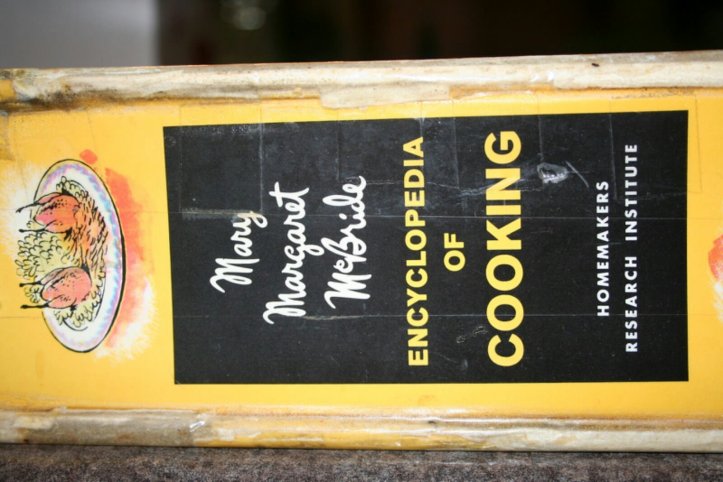 Mary
Margaret
McBride
ENCYCLOPEDIA
OF
COOKING
HOMEMAKERS
RESEARCH INSTITUTE